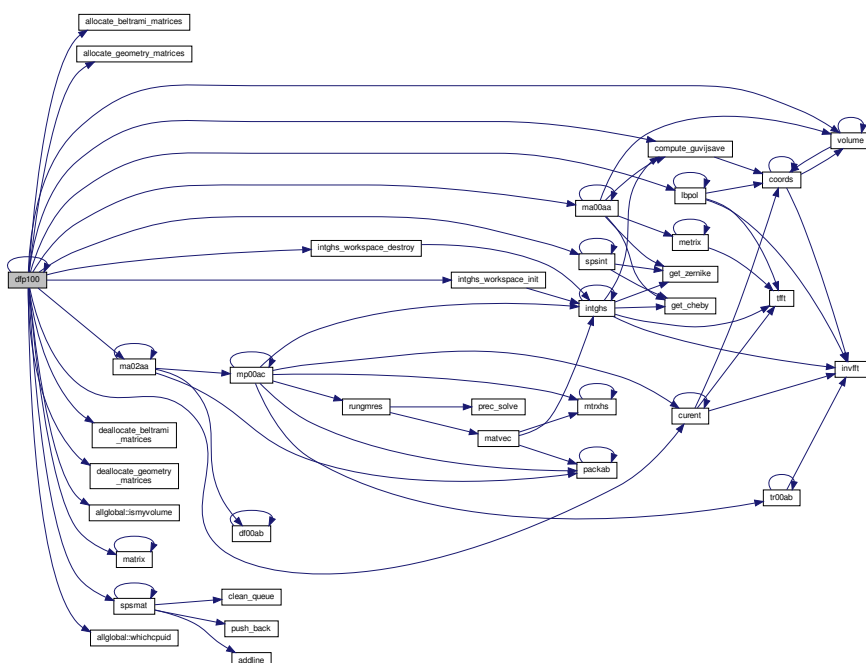 allocate_beltrami_matrices
allocate_geometry_matrices
volume
compute_guvijsave
coords
lbpol
ma00aa
metrix
intghs_workspace_destroy
spsint
get_zernike
dfp100
intghs_workspace_init
tfft
get_cheby
intghs
ma02aa
mp00ac
invfft
rungmres
prec_solve
mtrxhs
curent
deallocate_beltrami
_matrices
matvec
packab
deallocate_geometry
_matrices
tr00ab
allglobal::ismyvolume
df00ab
matrix
clean_queue
spsmat
push_back
allglobal::whichcpuid
addline